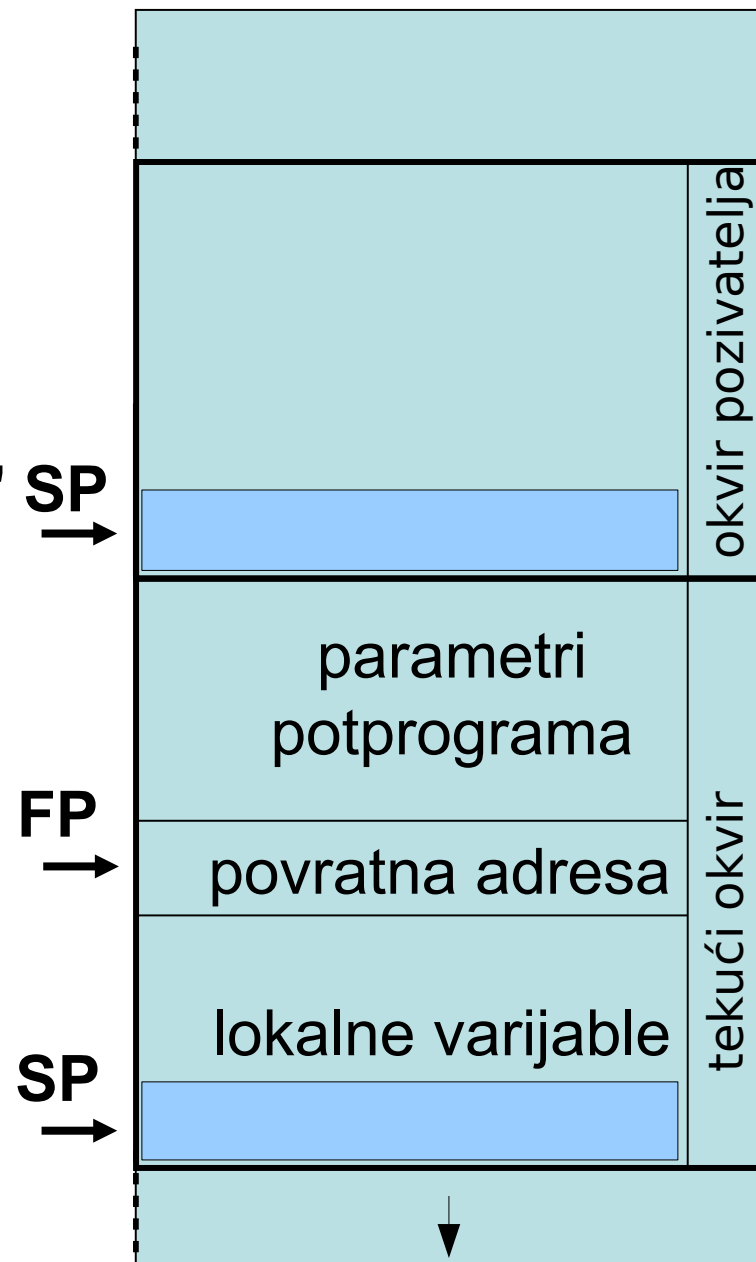 okvir pozivatelja
" SP
parametri
potprograma
FP
povratna adresa
tekući okvir
lokalne varijable
SP